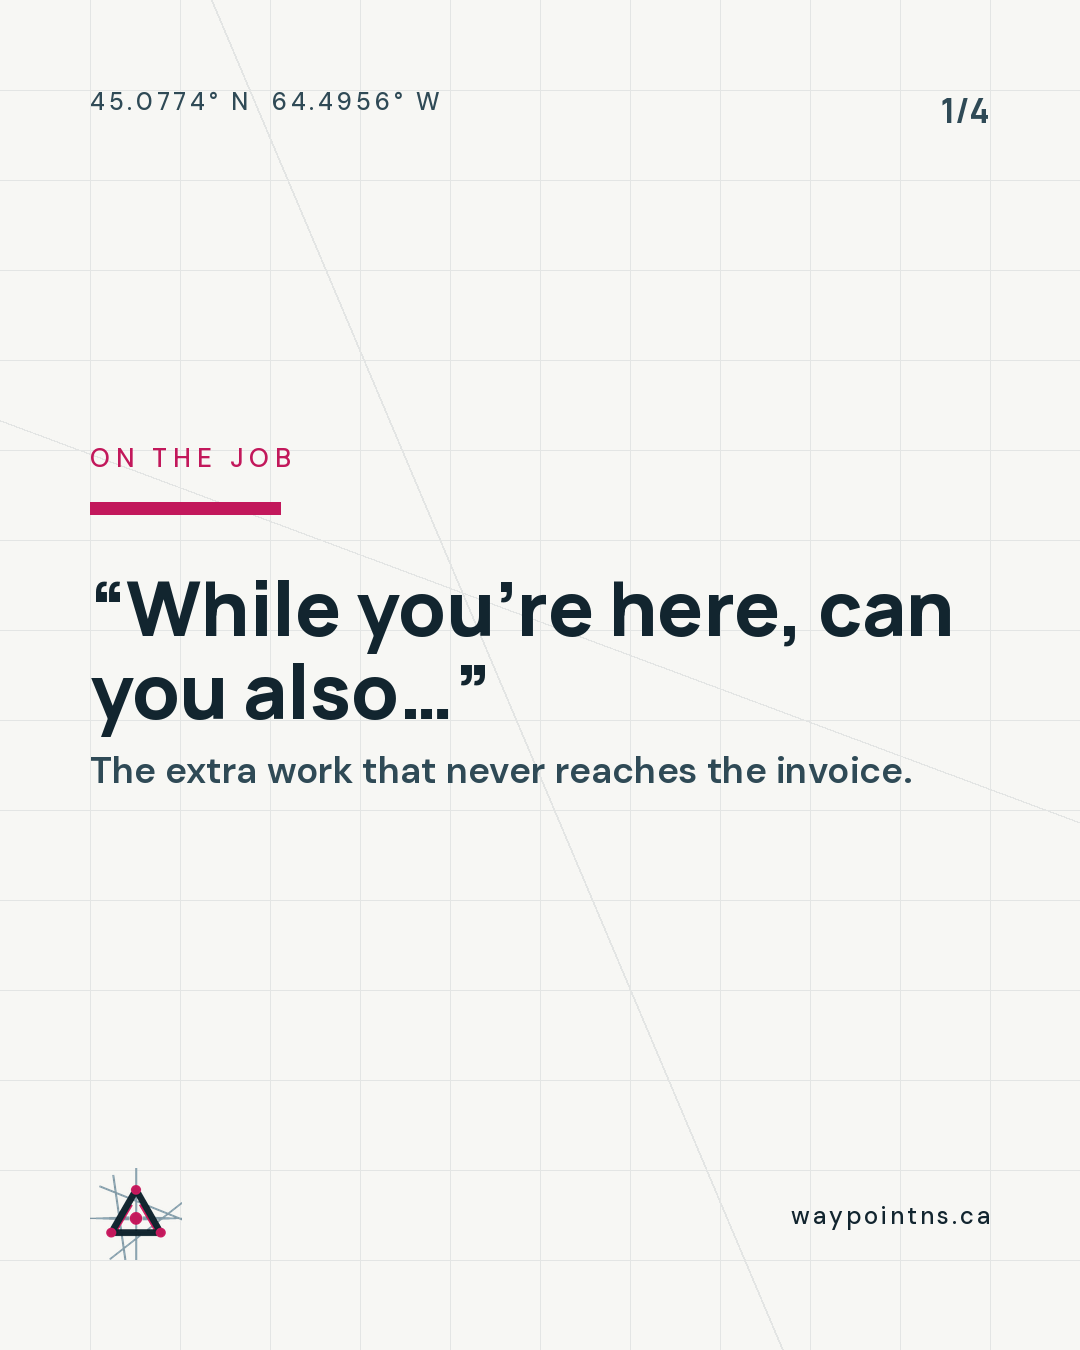 45.0774° N  64.4956° W
1/4
ON THE JOB
“While you’re here, can
you also…”
The extra work that never reaches the invoice.
waypointns.ca